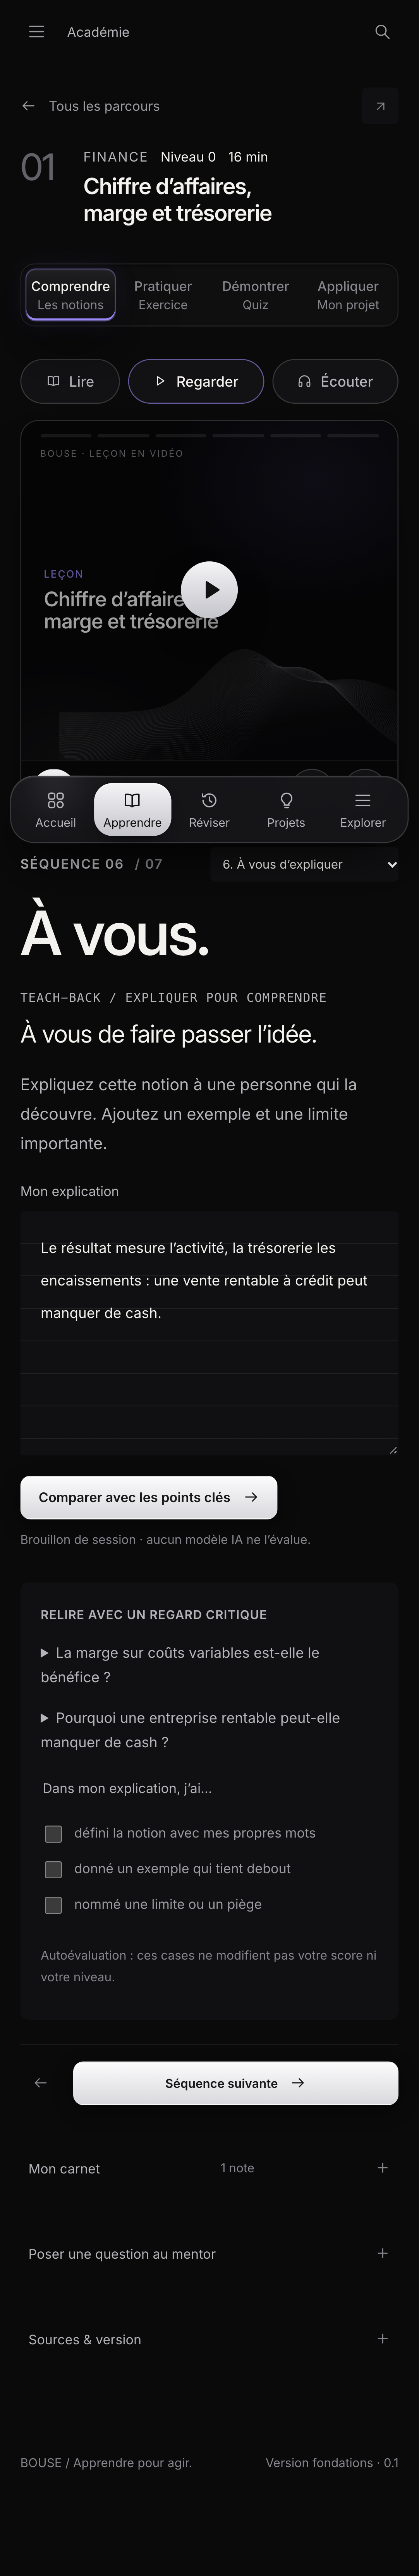 Académie
Tous les parcours
01
FINANCE Niveau 0 16 min
Chiffre d’affaires,
marge et trésorerie
Comprendre
Les notions
Pratiquer
Exercice
Démontrer
Quiz
Appliquer
Mon projet
Lire
Regarder
Écouter
BOUSE · LEÇON EN VIDÉO
LEÇON
Chiffre d’affaire
marge et trésorerie
Accueil
Apprendre
Réviser
Projets
Explorer
SÉQUENCE 06 / 07
6. À vous d’expliquer
À vous.
TEACH-BACK / EXPLIQUER POUR COMPRENDRE
À vous de faire passer l’idée.
Expliquez cette notion à une personne qui la
découvre. Ajoutez un exemple et une limite
importante.
Mon explication
Le résultat mesure l’activité, la trésorerie les
encaissements : une vente rentable à crédit peut
manquer de cash.
Comparer avec les points clés
Brouillon de session · aucun modèle IA ne l’évalue.
RELIRE AVEC UN REGARD CRITIQUE
La marge sur coûts variables est-elle le
bénéfice ?
Pourquoi une entreprise rentable peut-elle
manquer de cash ?
Dans mon explication, j’ai…
défini la notion avec mes propres mots
donné un exemple qui tient debout
nommé une limite ou un piège
Autoévaluation : ces cases ne modifient pas votre score ni
votre niveau.
Séquence suivante
Mon carnet
1 note
Poser une question au mentor
Sources & version
BOUSE / Apprendre pour agir.
Version fondations · 0.1